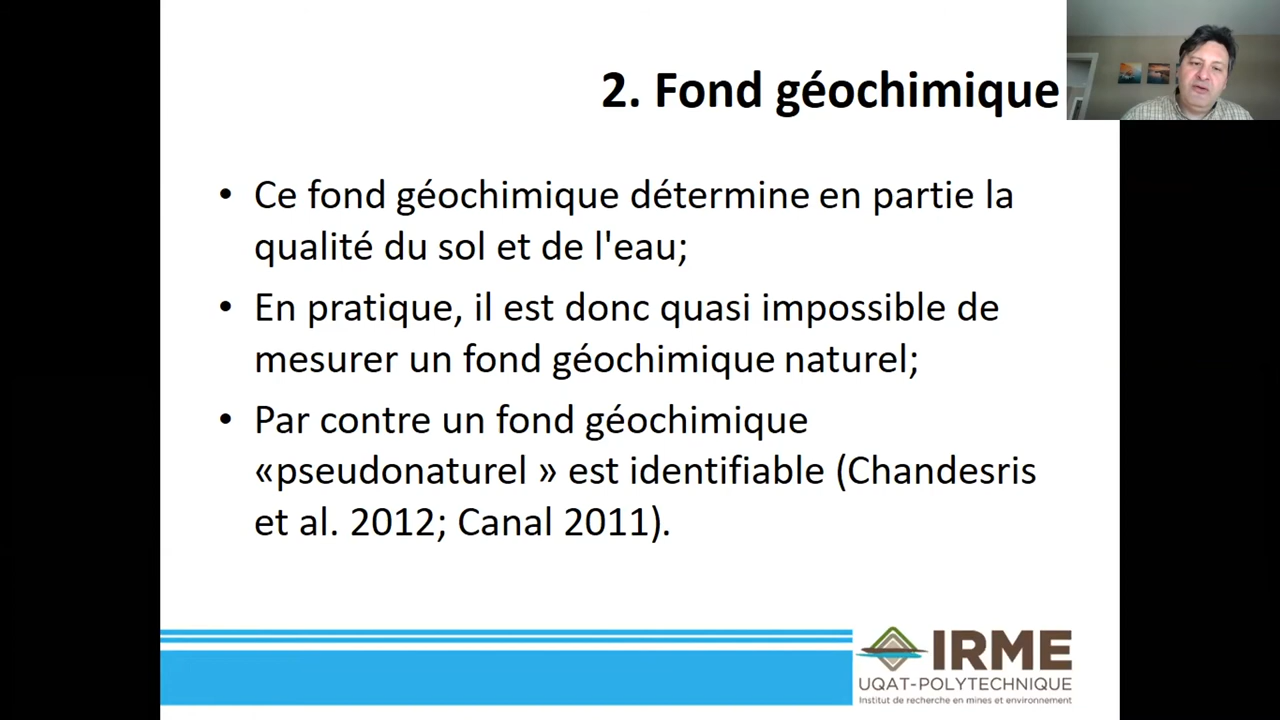 2. Fond géochimique
• Ce fond géochimique détermine en partie la
qualité du sol et de l'eau;
• En pratique, il est donc quasi impossible de
mesurer un fond géochimique naturel;
• Par contre un fond géochimique
«pseudonaturel » est identifiable (Chandesris
et al. 2012; Canal 2011).
IRME
UQAT-POLYTECHNIQUE
Institut de recherche en mines et environnement